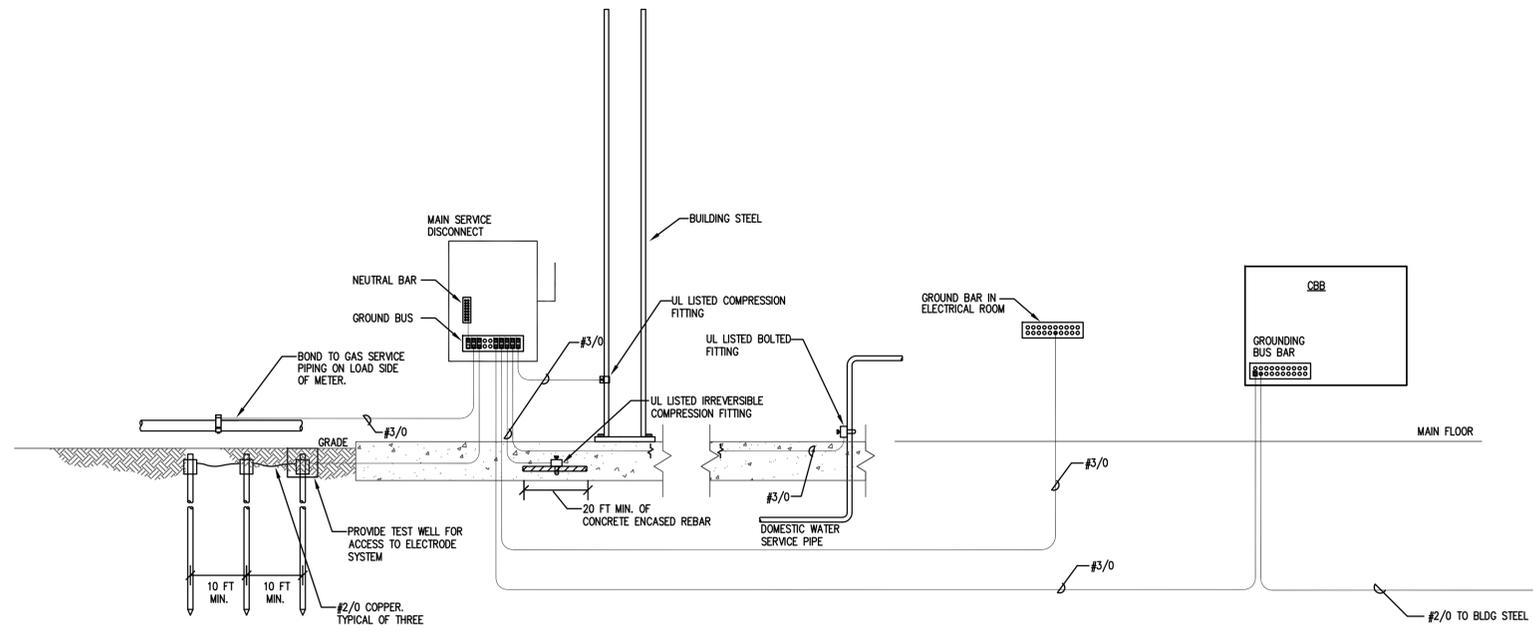 MAIN SERVICE
DISCONNECT
BUILDING STEEL
NEUTRAL BAR
GROUND BUS
UL LISTED COMPRESSION
FITTING
GROUND BAR IN
ELECTRICAL ROOM
CBB
GROUNDING
BUS BAR
#3/0
UL LISTED BOLTED
FITTING
BOND TO GAS SERVICE
PIPING ON LOAD SIDE
OF METER.
UL LISTED IRREVERSIBLE
COMPRESSION FITTING
#3/0
GRADE
MAIN FLOOR
#3/0
#3/0
20 FT MIN. OF
CONCRETE ENCASED REBAR
DOMESTIC WATER
SERVICE PIPE
PROVIDE TEST WELL FOR
ACCESS TO ELECTRODE
SYSTEM
#3/0
10 FT
MIN.
10 FT
MIN.
#2/0 COPPER.
TYPICAL OF THREE
#2/0 TO BLDG STEEL